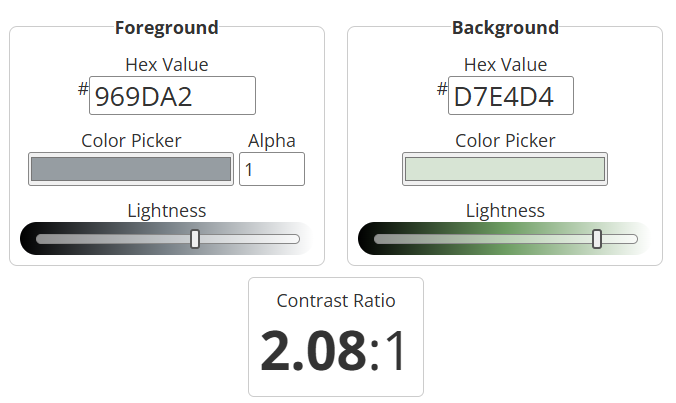 Foreground
Hex Value
#969DA2
Color Picker Alpha
1
Lightness
Background
Hex Value
#D7E4D4
Color Picker
Lightness
Contrast Ratio
2.08:1